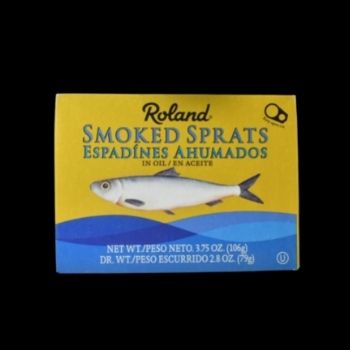 Roland®
SMOKED SPRATS
ESPADÍNES AHUMADOS
IN OIL / EN ACEITE
NET WT./PESO NETO. 3.75 OZ. (106g)
DR. WT./PESO ESCURRIDO 2.8 OZ. (79g)
U